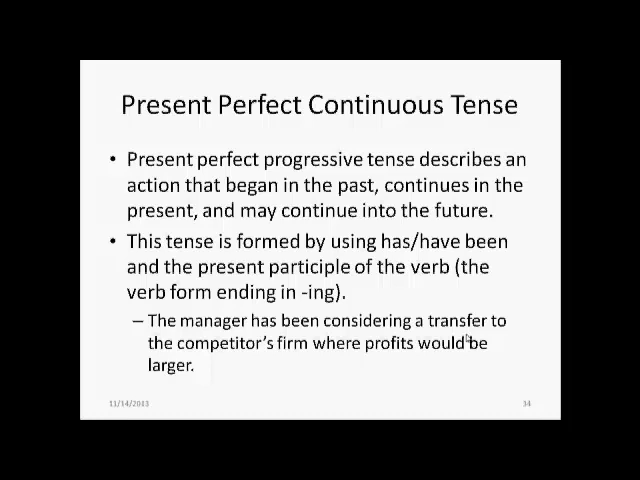 Present Perfect Continuous Tense
• Present perfect progressive tense describes an
action that began in the past, continues in the
present, and may continue into the future.
• This tense is formed by using has/have been
and the present participle of the verb (the
verb form ending in -ing).
– The manager has been considering a transfer to
the competitor's firm where profits would be
larger.
11/14/2013
34